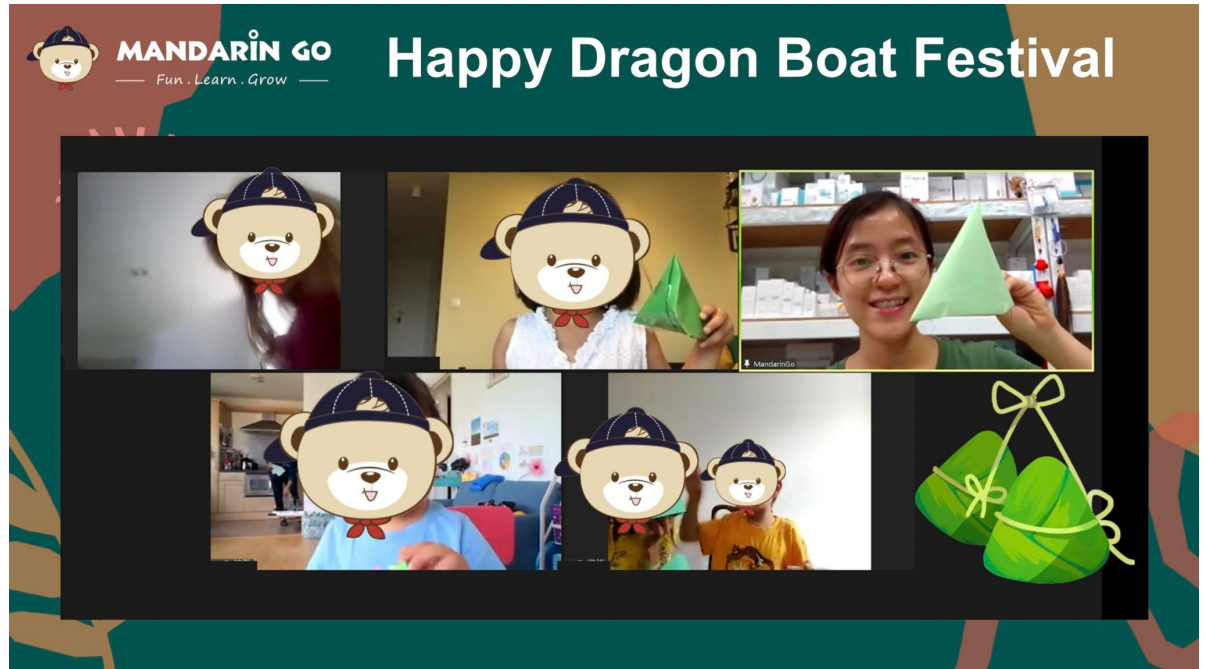 MANDARIN GO
Fun . Learn . Grow
Happy Dragon Boat Festival
MandarinGo